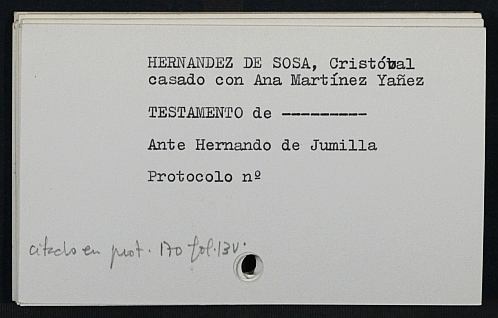 HERNANDEZ DE SOSA, Cristóbal
casado con Ana Martínez Yañez
TESTAMENTO de ---------
Ante Hernando de Jumilla
Protocolo nº
citado en prot. 170 fol. 13v.